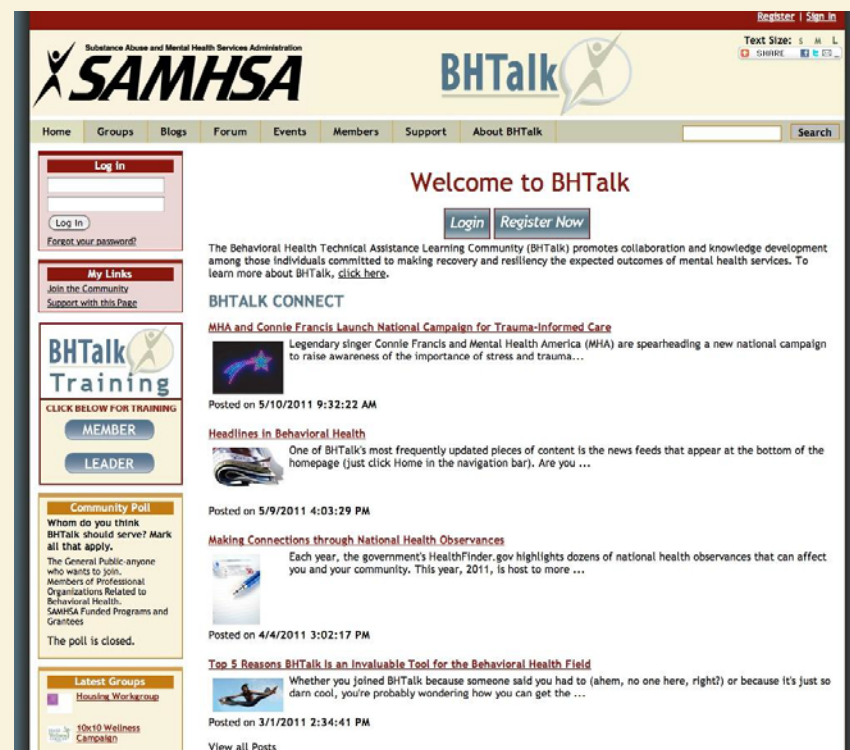 Register | Sign In
Substance Abuse and Mental Health Services Administration
SAMHSA
BHTalk
Text Size: S M L
SHARE
Home Groups Blogs Forum Events Members Support About BHTalk Search
Log in
Log In
Forgot your password?
My Links
Join the Community
Support with this Page
BHTalk
Training
CLICK BELOW FOR TRAINING
MEMBER
LEADER
Community Poll
Whom do you think
BHTalk should serve? Mark
all that apply.
The General Public-anyone
who wants to join.
Members of Professional
Organizations Related to
Behavioral Health.
SAMHSA Funded Programs and
Grantees
The poll is closed.
Latest Groups
Housing Workgroup
10x10 Wellness
Campaign
Welcome to BHTalk
Login Register Now
The Behavioral Health Technical Assistance Learning Community (BHTalk) promotes collaboration and knowledge development
among those individuals committed to making recovery and resiliency the expected outcomes of mental health services. To
learn more about BHTalk, click here.
BHTALK CONNECT
MHA and Connie Francis Launch National Campaign for Trauma-Informed Care
Legendary singer Connie Francis and Mental Health America (MHA) are spearheading a new national campaign
to raise awareness of the importance of stress and trauma...
Posted on 5/10/2011 9:32:22 AM
Headlines in Behavioral Health
One of BHTalk's most frequently updated pieces of content is the news feeds that appear at the bottom of the
homepage (just click Home in the navigation bar). Are you ...
Posted on 5/9/2011 4:03:29 PM
Making Connections through National Health Observances
Each year, the government's HealthFinder.gov highlights dozens of national health observances that can affect
you and your community. This year, 2011, is host to more ...
Posted on 4/4/2011 3:02:17 PM
Top 5 Reasons BHTalk Is an Invaluable Tool for the Behavioral Health Field
Whether you joined BHTalk because someone said you had to (ahem, no one here, right?) or because it's just so
darn cool, you're probably wondering how you can get the ...
Posted on 3/1/2011 2:34:41 PM
View all Posts